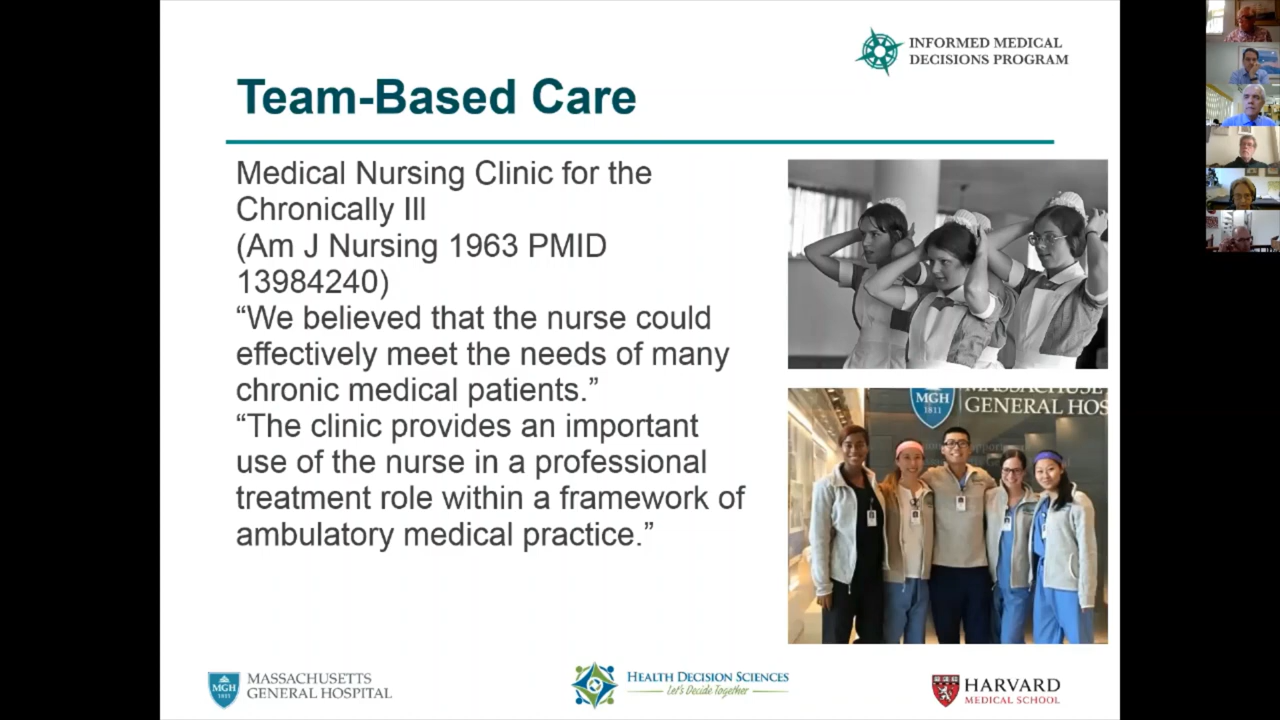 INFORMED MEDICAL
DECISIONS PROGRAM
Team-Based Care
Medical Nursing Clinic for the
Chronically Ill
(Am J Nursing 1963 PMID
13984240)
“We believed that the nurse could
effectively meet the needs of many
chronic medical patients.”
“The clinic provides an important
use of the nurse in a professional
treatment role within a framework of
ambulatory medical practice.”
MGH
1811
MASSACHUSE
GENERAL HOS
MGH
1811
MASSACHUSETTS
GENERAL HOSPITAL
HEALTH DECISION SCIENCES
Let's Decide Together
HARVARD
MEDICAL SCHOOL